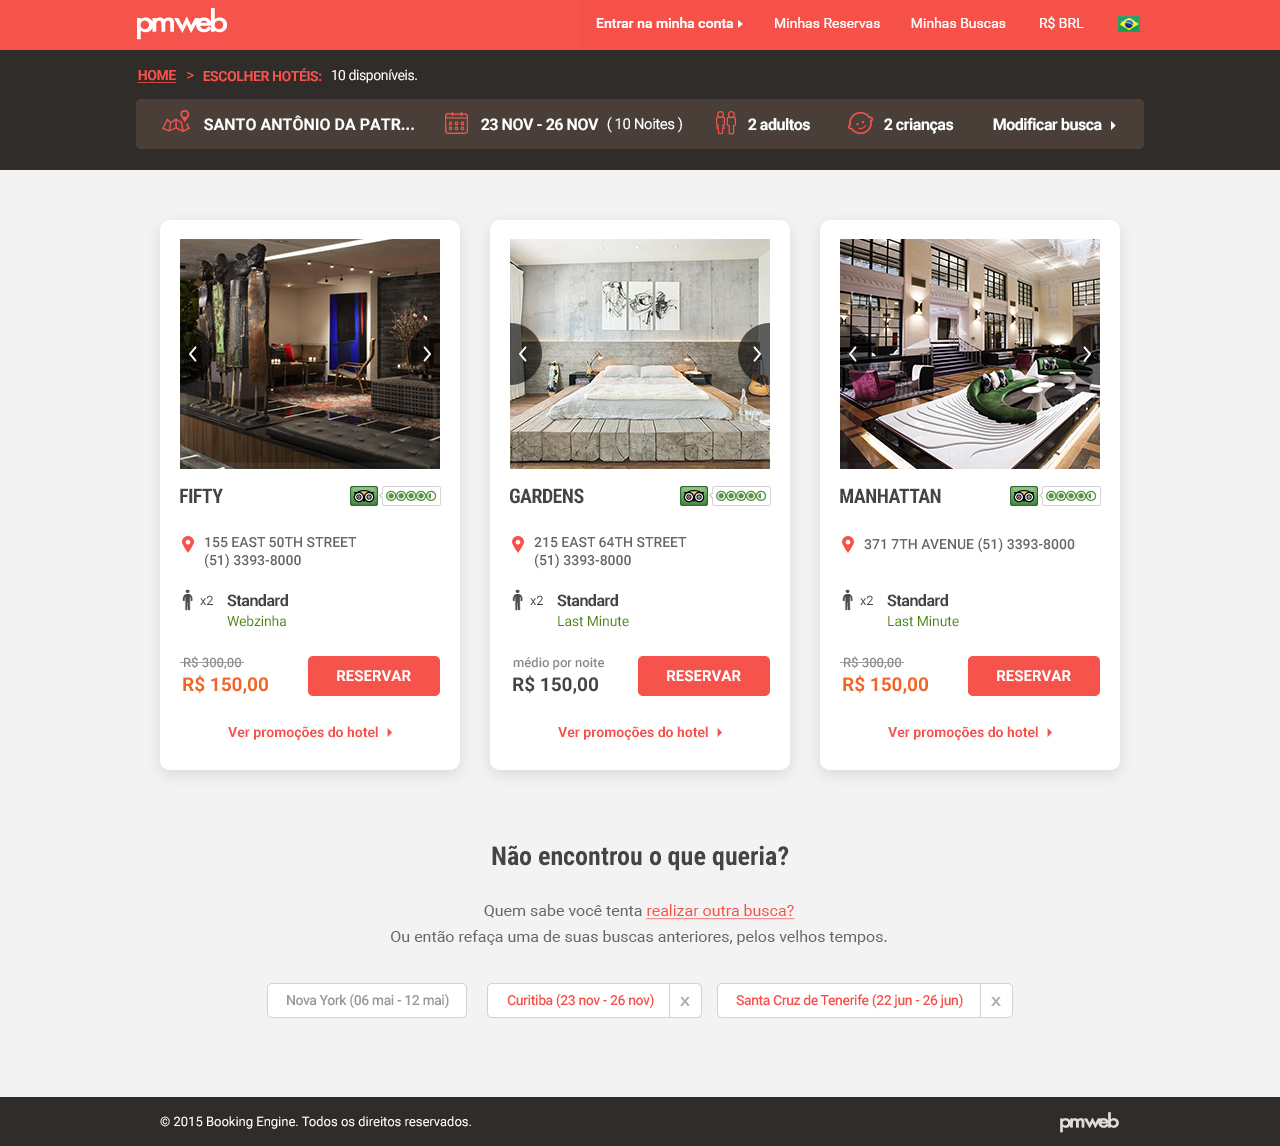 pmweb
Entrar na minha conta
Minhas Reservas
Minhas Buscas
R$ BRL
HOME > ESCOLHER HOTÉIS: 10 disponíveis.
SANTO ANTÔNIO DA PATR...
23 NOV - 26 NOV ( 10 Noites )
2 adultos
2 crianças
Modificar busca
FIFTY
155 EAST 50TH STREET
(51) 3393-8000
x2 Standard
Webzinha
R$ 300,00
R$ 150,00
RESERVAR
Ver promoções do hotel
GARDENS
215 EAST 64TH STREET
(51) 3393-8000
x2 Standard
Last Minute
médio por noite
R$ 150,00
RESERVAR
Ver promoções do hotel
MANHATTAN
371 7TH AVENUE (51) 3393-8000
x2 Standard
Last Minute
R$ 300,00
R$ 150,00
RESERVAR
Ver promoções do hotel
Não encontrou o que queria?
Quem sabe você tenta realizar outra busca?
Ou então refaça uma de suas buscas anteriores, pelos velhos tempos.
Nova York (06 mai - 12 mai)
Curitiba (23 nov - 26 nov) x
Santa Cruz de Tenerife (22 jun - 26 jun) x
© 2015 Booking Engine. Todos os direitos reservados.
pmweb